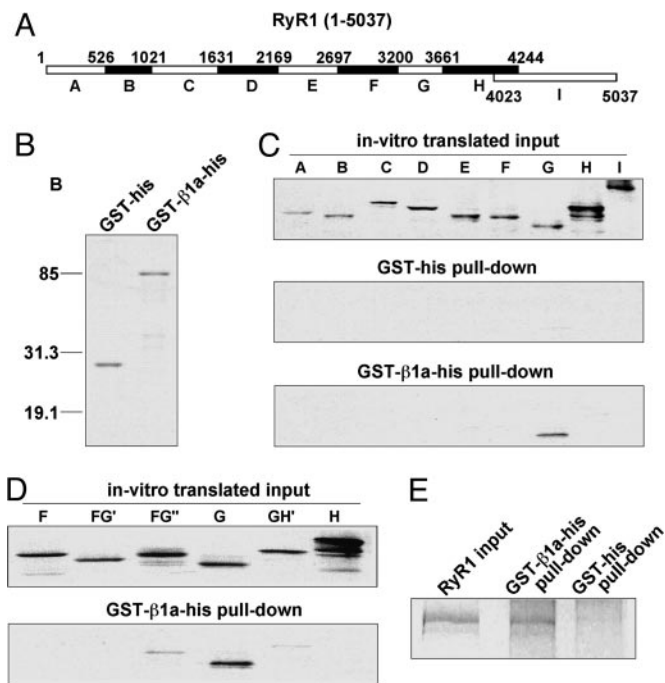 A
RyR1 (1-5037)
1 526 1021 1631 2169 2697 3200 3661 4244
A B C D E F G H
4023 I 5037
B
B
GST-his
GST-β1a-his
85
31.3
19.1
C
in-vitro translated input
A B C D E F G H I
GST-his pull-down
GST-β1a-his pull-down
D
in-vitro translated input
F FG' FG" G GH' H
GST-β1a-his pull-down
E
RyR1 input
GST-β1a-his
pull-down
GST-his
pull-down